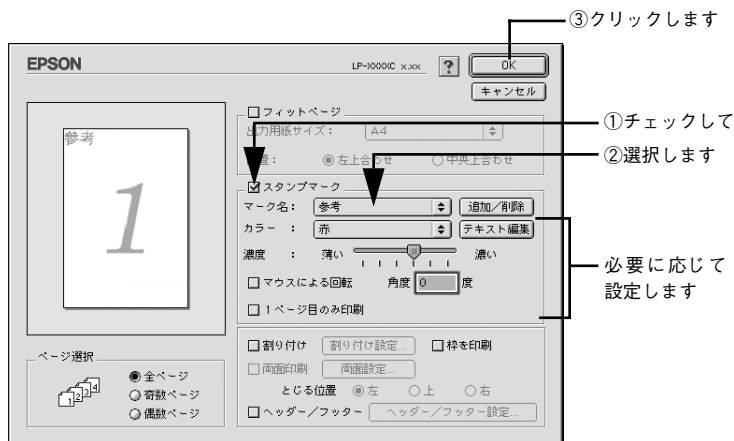 ③クリックします
EPSON
LP-XXXXC x.xx
?
OK
キャンセル
参考
1
フィットページ
出力用紙サイズ： A4
置： 左上合わせ 中央上合わせ
①チェックして
②選択します
スタンプマーク
マーク名： 参考 追加／削除
カラー ： 赤 テキスト編集
濃度 ： 薄い 濃い
マウスによる回転 角度 0 度
1ページ目のみ印刷
必要に応じて
設定します
割り付け 割り付け設定... 枠を印刷
両面印刷 両面設定...
とじる位置 左 上 右
ヘッダー／フッター ヘッダー／フッター設定...
ページ選択
1 2 3 4
全ページ
奇数ページ
偶数ページ